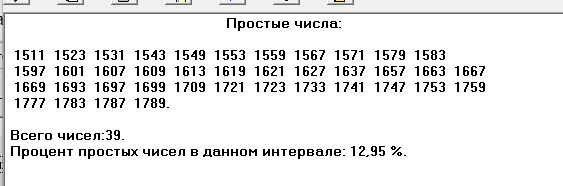 Простые числа:
1511 1523 1531 1543 1549 1553 1559 1567 1571 1579 1583
1597 1601 1607 1609 1613 1619 1621 1627 1637 1657 1663 1667
1669 1693 1697 1699 1709 1721 1723 1733 1741 1747 1753 1759
1777 1783 1787 1789.
Всего чисел:39.
Процент простых чисел в данном интервале: 12,95 %.